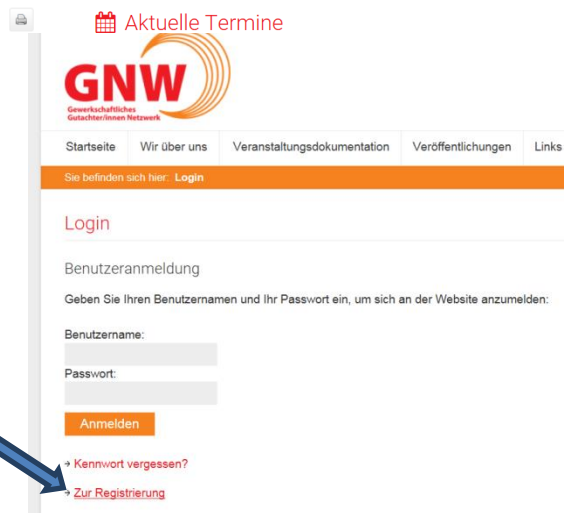 Aktuelle Termine
GNW
Gewerkschaftliches
Gutachter/innen Netzwerk
Startseite Wir über uns Veranstaltungsdokumentation Veröffentlichungen Links
Sie befinden sich hier: Login
Login
Benutzeranmeldung
Geben Sie Ihren Benutzernamen und Ihr Passwort ein, um sich an der Website anzumelden:
Benutzername:
Passwort:
Anmelden
Kennwort vergessen?
Zur Registrierung